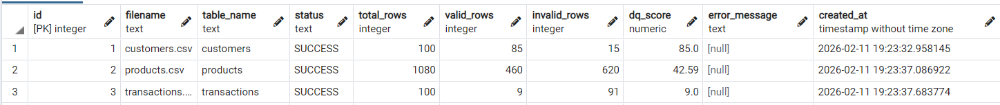 id filename table_name status total_rows valid_rows invalid_rows dq_score error_message created_at
[PK] integer text text text integer integer integer numeric text timestamp without time zone
1 1 customers.csv customers SUCCESS 100 85 15 85.0 [null] 2026-02-11 19:23:32.958145
2 2 products.csv products SUCCESS 1080 460 620 42.59 [null] 2026-02-11 19:23:37.086922
3 3 transactions.... transactions SUCCESS 100 9 91 9.0 [null] 2026-02-11 19:23:37.683774